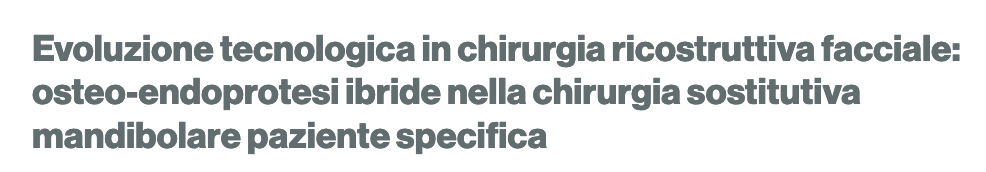 Evoluzione tecnologica in chirurgia ricostruttiva facciale:
osteo-endoprotesi ibride nella chirurgia sostitutiva
mandibolare paziente specifica